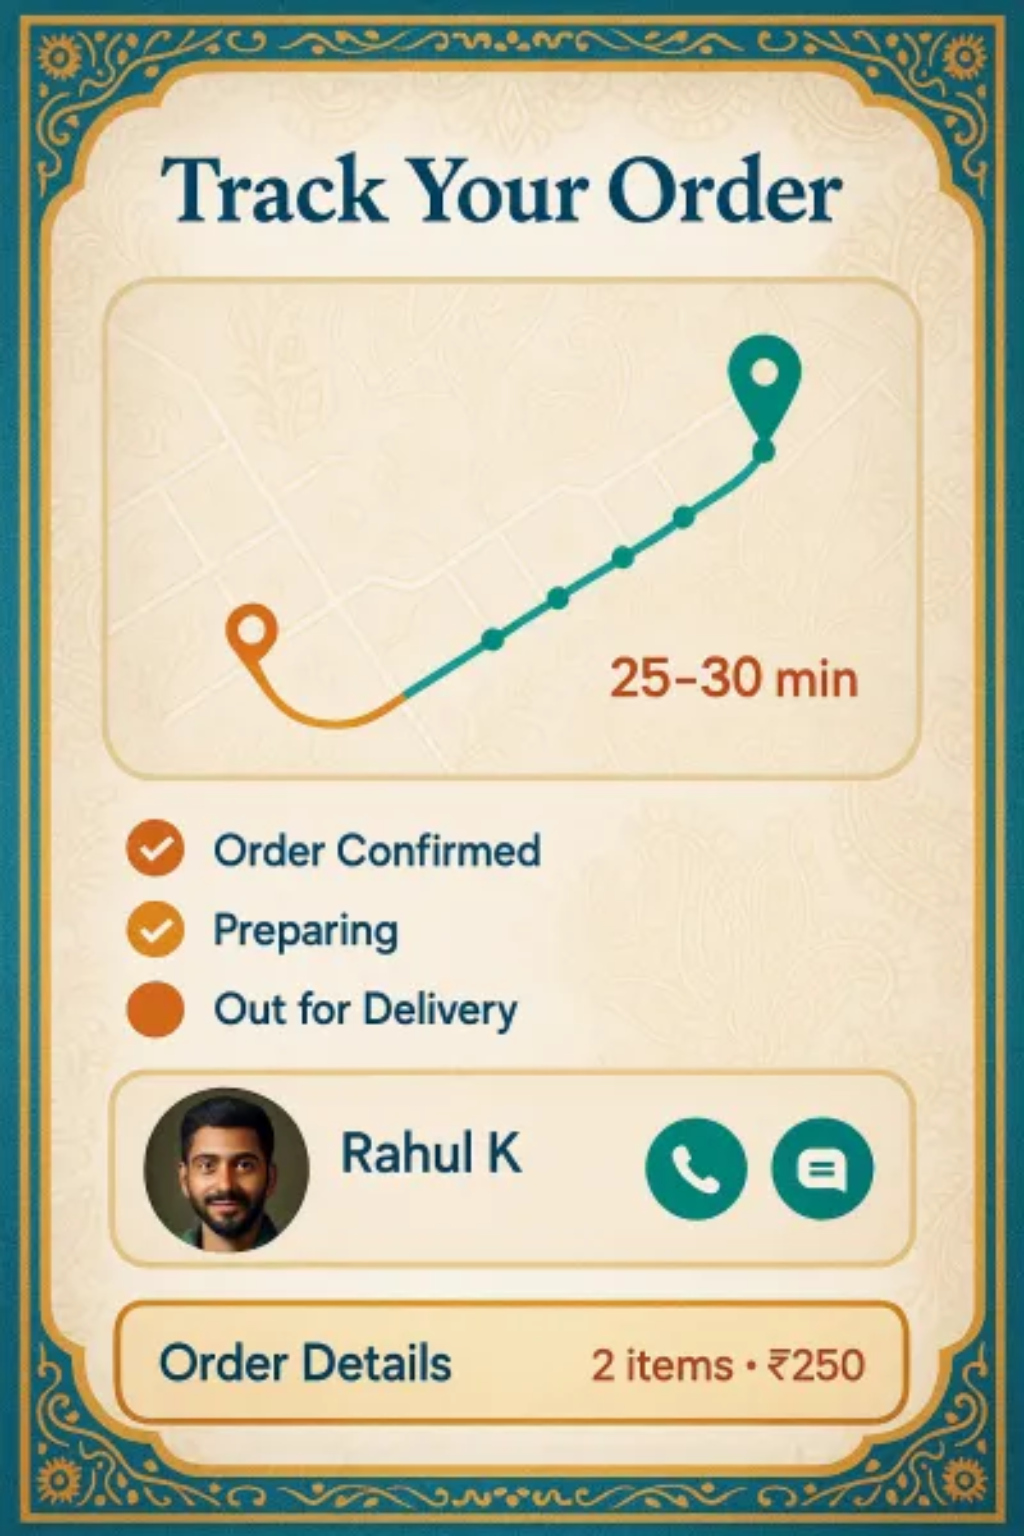 Track Your Order
25–30 min
Order Confirmed
Preparing
Out for Delivery
Rahul K
Order Details
2 items • ₹250